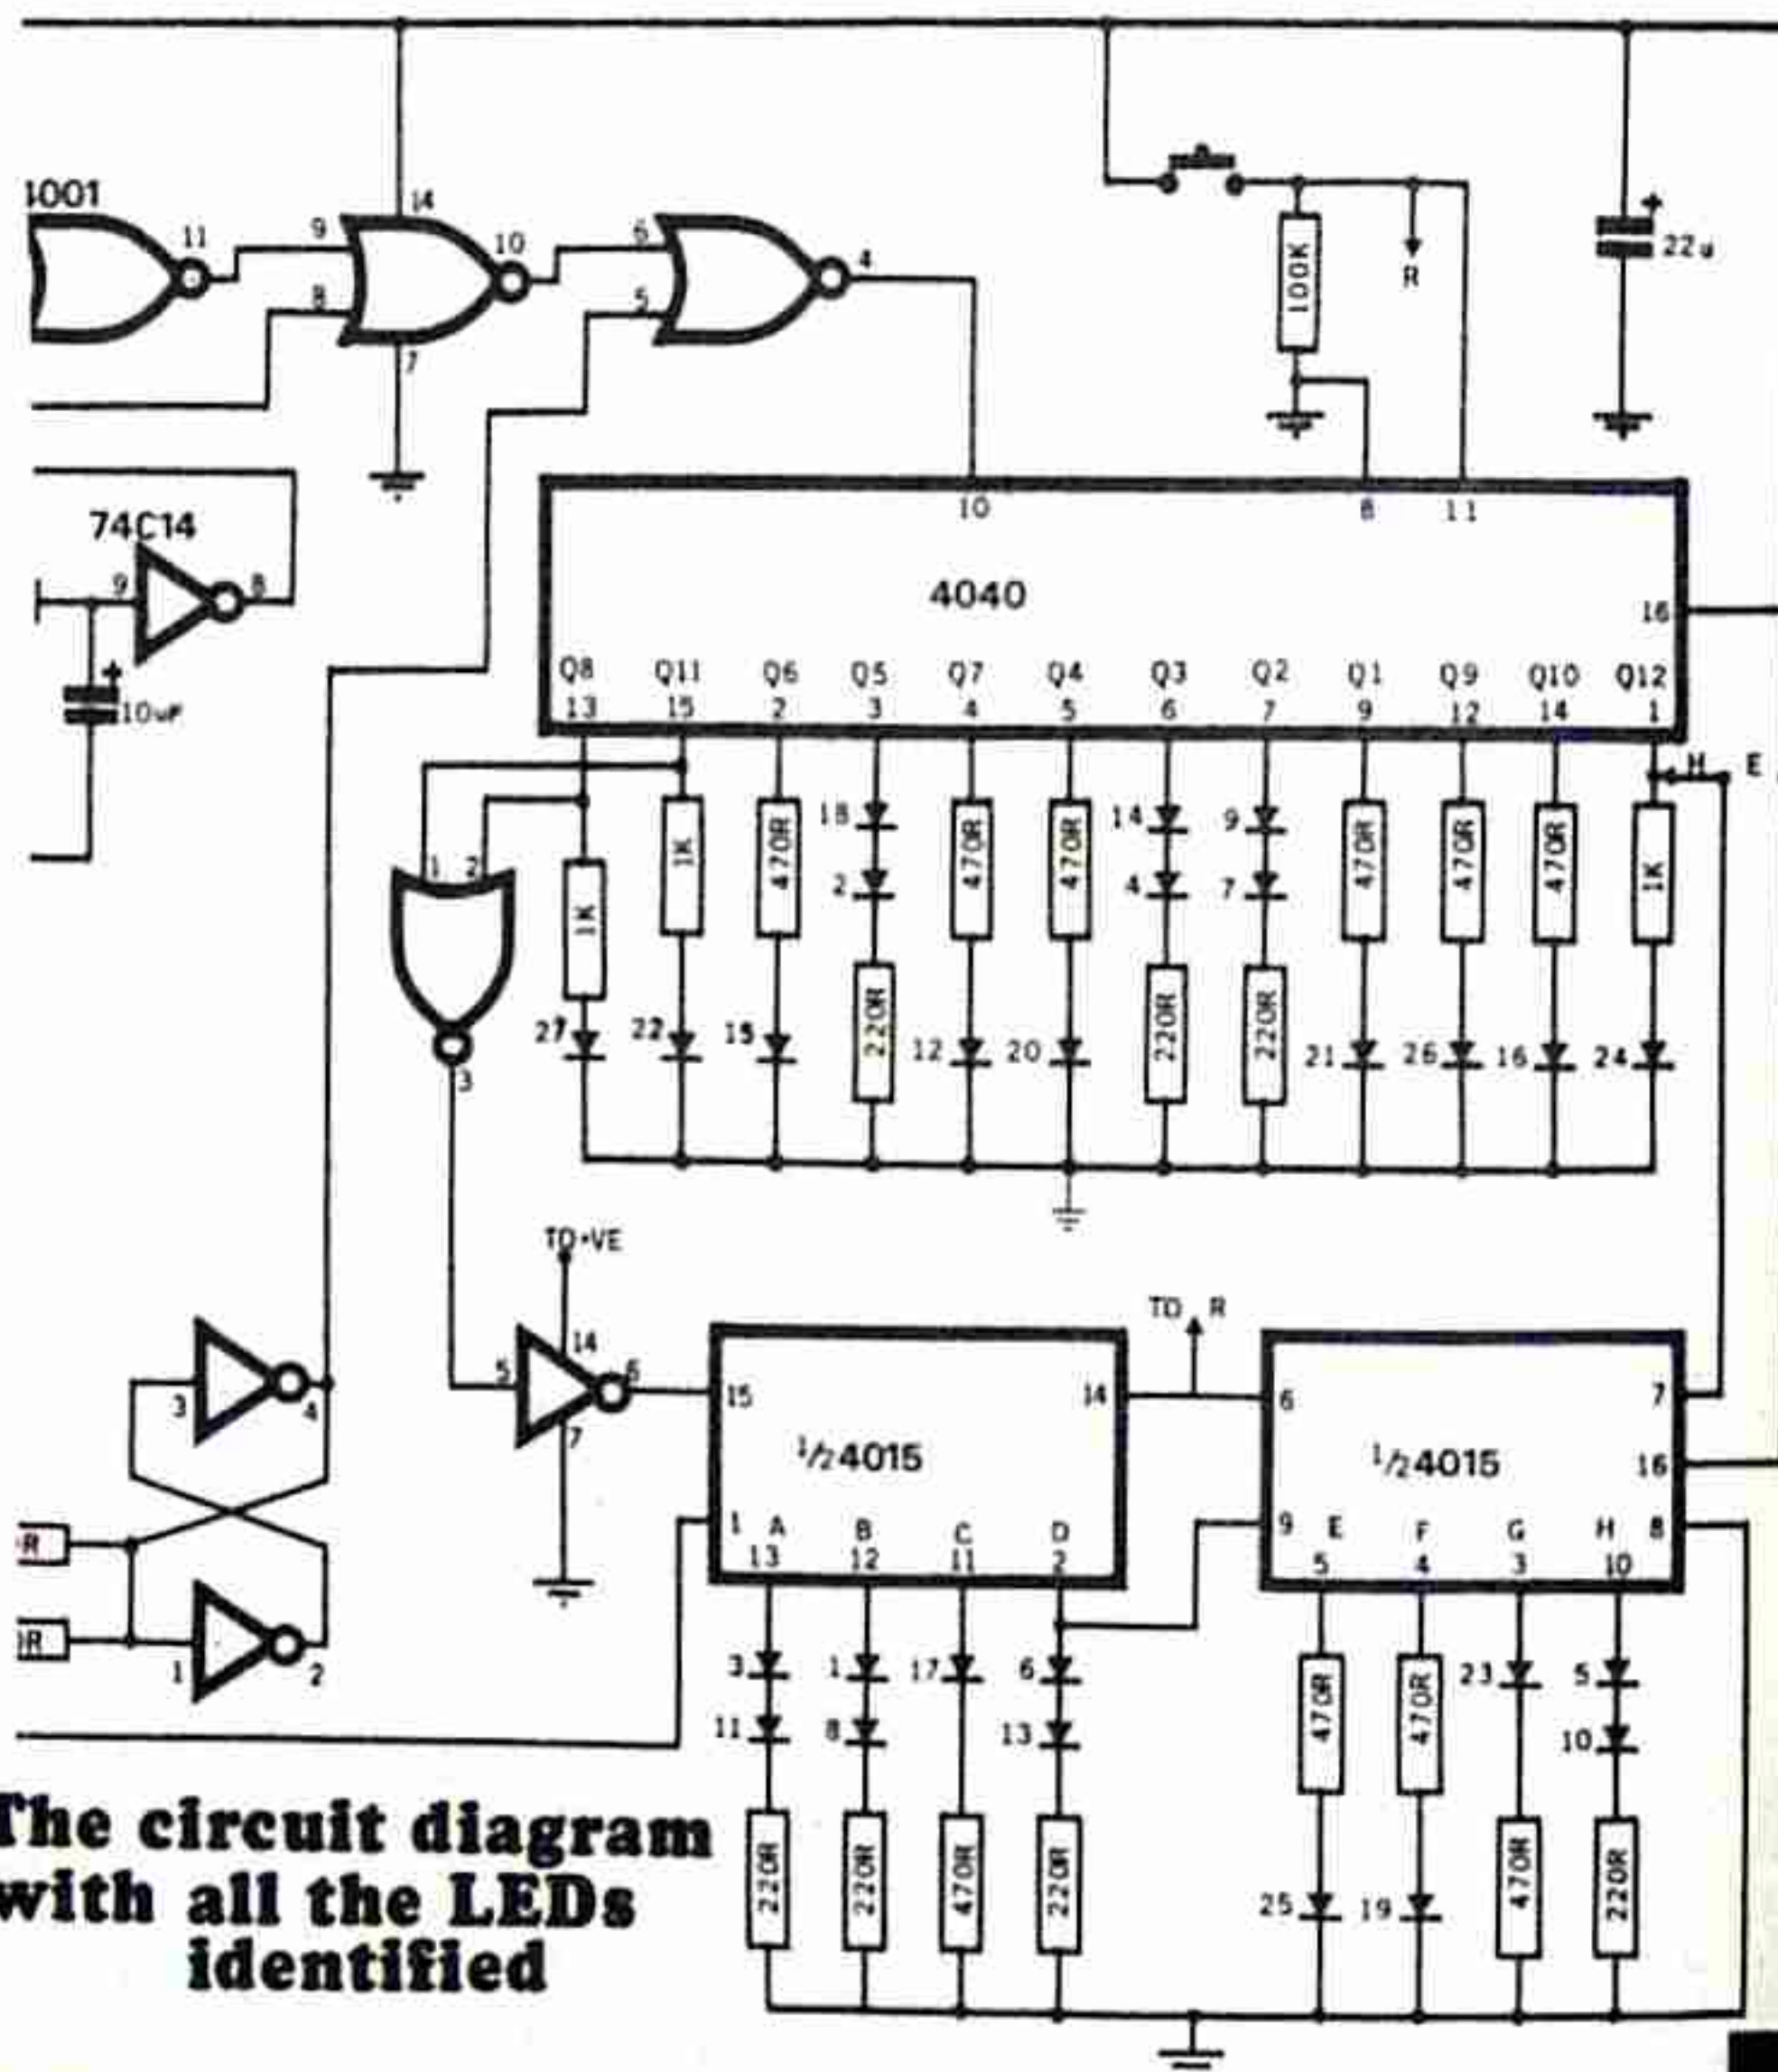 4001
11
9
8
14
10
7
6
5
4
100K
R
22u
74C14
9
8
10uF
10
8
11
4040
16
Q8 Q11 Q6 Q5 Q7 Q4 Q3 Q2 Q1 Q9 Q10 Q12
13 15 2 3 4 5 6 7 9 12 14 1
H E
1 2
3
1K 1K 470R 470R 470R 470R 470R 470R 1K
18 14 9
2 4 7
220R 220R 220R
27 22 15 12 20 21 26 16 24
TO +VE
14
5
6
7
3
4
1
2
R
R
TO R
15
14
1/2 4015
1 A B C D
13 12 11 2
6
7
1/2 4015
16
9 E F G H 8
5 4 3 10
3 1 17 6
11 8 13
220R 220R 470R 220R
470R 470R
23 5
10
25 19
470R 220R
The circuit diagram
with all the LEDs
identified